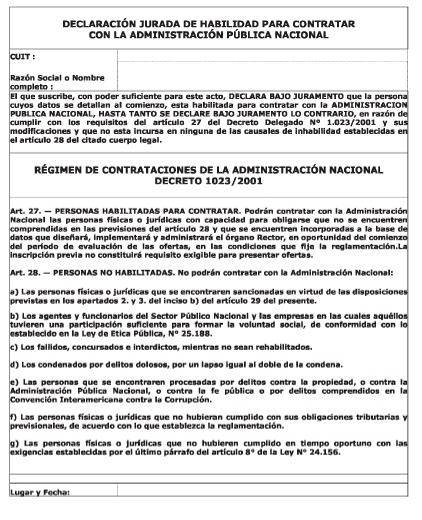 DECLARACIÓN JURADA DE HABILIDAD PARA CONTRATAR
CON LA ADMINISTRACIÓN PÚBLICA NACIONAL
CUIT :
Razón Social o Nombre
completo :
El que suscribe, con poder suficiente para este acto, DECLARA BAJO JURAMENTO que la persona
cuyos datos se detallan al comienzo, esta habilitada para contratar con la ADMINISTRACION
PUBLICA NACIONAL, HASTA TANTO SE DECLARE BAJO JURAMENTO LO CONTRARIO, en razón de
cumplir con los requisitos del artículo 27 del Decreto Delegado Nº 1.023/2001 y sus
modificaciones y que no esta incursa en ninguna de las causales de inhabilidad establecidas en
el artículo 28 del citado cuerpo legal.
RÉGIMEN DE CONTRATACIONES DE LA ADMINISTRACIÓN NACIONAL
DECRETO 1023/2001
Art. 27. — PERSONAS HABILITADAS PARA CONTRATAR. Podrán contratar con la Administración
Nacional las personas físicas o jurídicas con capacidad para obligarse que no se encuentren
comprendidas en las previsiones del artículo 28 y que se encuentren incorporadas a la base de
datos que diseñará, implementará y administrará el órgano Rector, en oportunidad del comienzo
del período de evaluación de las ofertas, en las condiciones que fije la reglamentación.La
inscripción previa no constituirá requisito exigible para presentar ofertas.
Art. 28. — PERSONAS NO HABILITADAS. No podrán contratar con la Administración Nacional:
a) Las personas físicas o jurídicas que se encontraren sancionadas en virtud de las disposiciones
previstas en los apartados 2. y 3. del inciso b) del artículo 29 del presente.
b) Los agentes y funcionarios del Sector Público Nacional y las empresas en las cuales aquéllos
tuvieren una participación suficiente para formar la voluntad social, de conformidad con lo
establecido en la Ley de Etica Pública, Nº 25.188.
c) Los fallidos, concursados e interdictos, mientras no sean rehabilitados.
d) Los condenados por delitos dolosos, por un lapso igual al doble de la condena.
e) Las personas que se encontraren procesadas por delitos contra la propiedad, o contra la
Administración Pública Nacional, o contra la fe pública o por delitos comprendidos en la
Convención Interamericana contra la Corrupción.
f) Las personas físicas o jurídicas que no hubieran cumplido con sus obligaciones tributarias y
previsionales, de acuerdo con lo que establezca la reglamentación.
g) Las personas físicas o jurídicas que no hubieren cumplido en tiempo oportuno con las
exigencias establecidas por el último párrafo del artículo 8° de la Ley N° 24.156.
Lugar y Fecha: